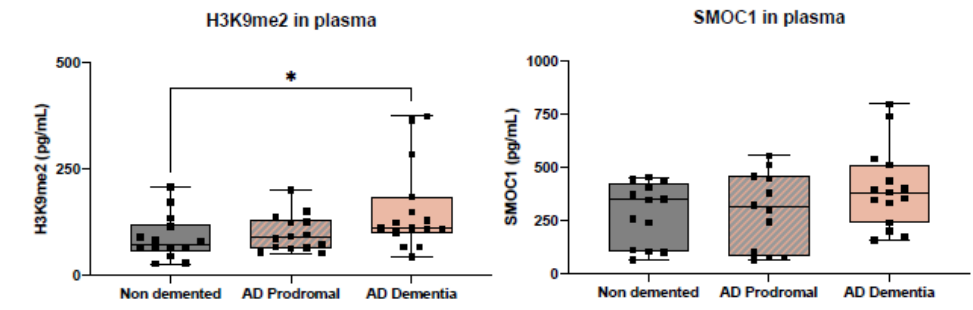 H3K9me2 in plasma
H3K9me2 (pg/mL)
500
250
0
*
Non demented
AD Prodromal
AD Dementia
SMOC1 in plasma
SMOC1 (pg/mL)
1000
750
500
250
0
Non demented
AD Prodromal
AD Dementia